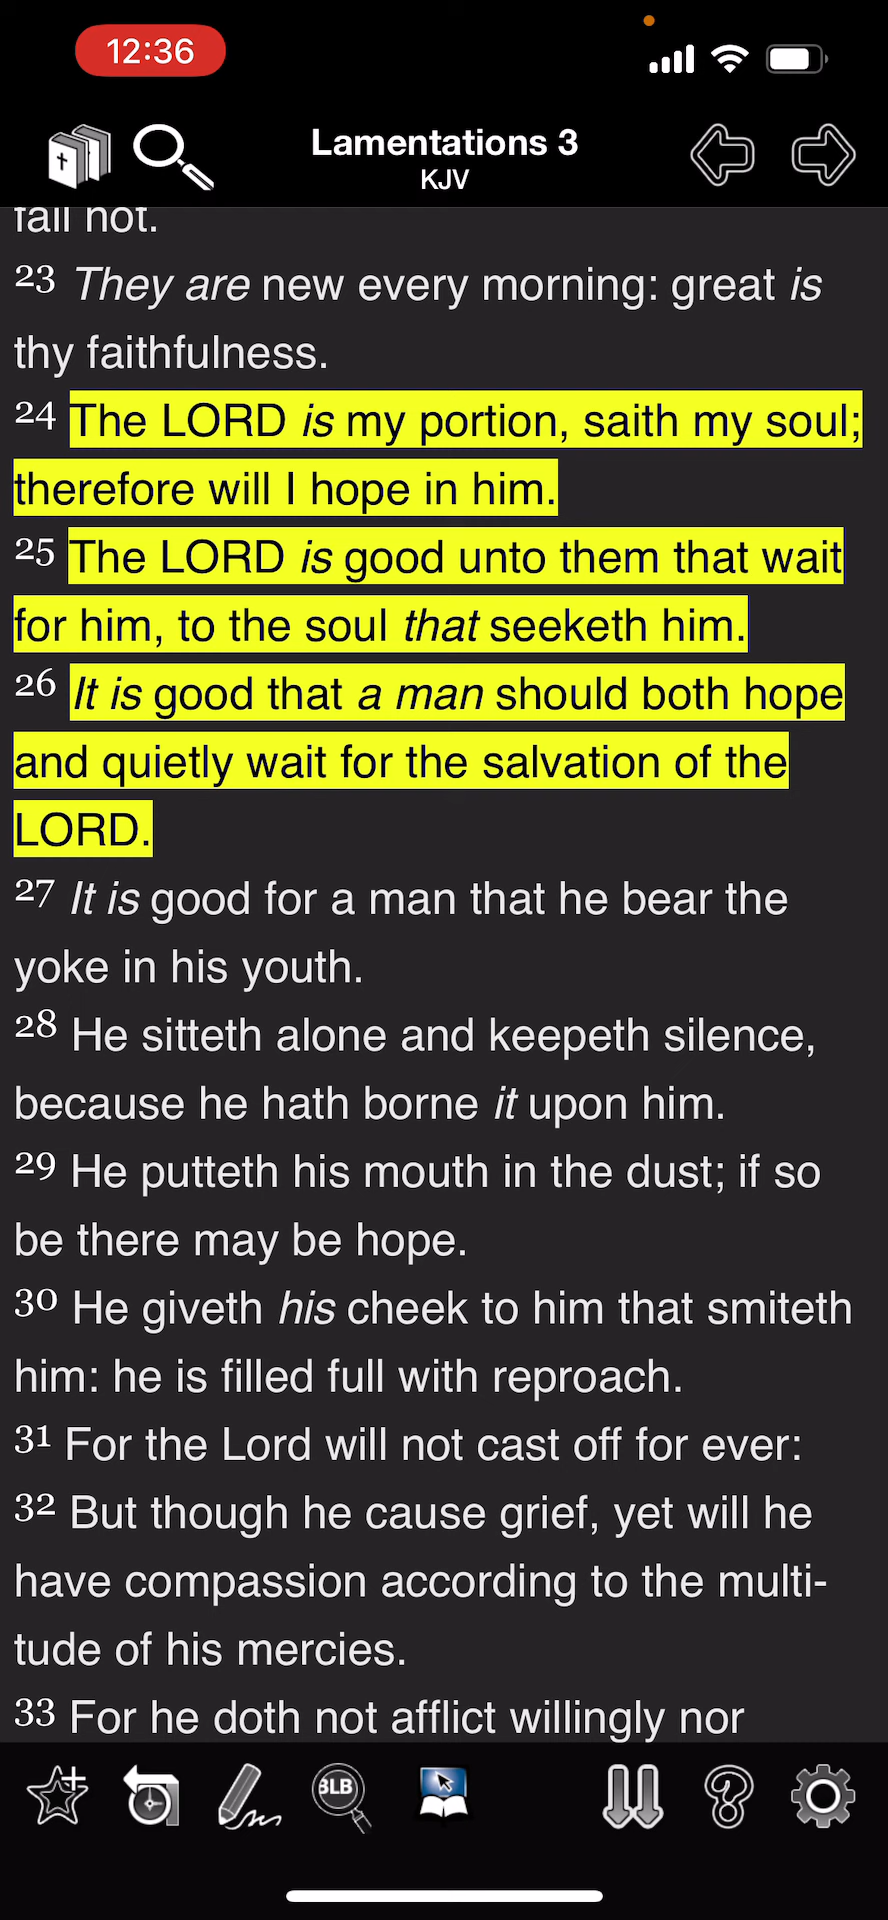 12:36
Lamentations 3
KJV
fail not.
23 They are new every morning: great is
thy faithfulness.
24 The LORD is my portion, saith my soul;
therefore will I hope in him.
25 The LORD is good unto them that wait
for him, to the soul that seeketh him.
26 It is good that a man should both hope
and quietly wait for the salvation of the
LORD.
27 It is good for a man that he bear the
yoke in his youth.
28 He sitteth alone and keepeth silence,
because he hath borne it upon him.
29 He putteth his mouth in the dust; if so
be there may be hope.
30 He giveth his cheek to him that smiteth
him: he is filled full with reproach.
31 For the Lord will not cast off for ever:
32 But though he cause grief, yet will he
have compassion according to the multi-
tude of his mercies.
33 For he doth not afflict willingly nor
BLB